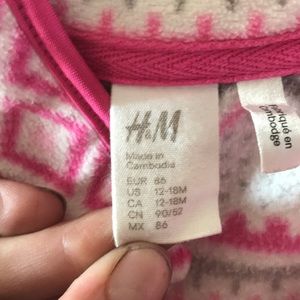 H&M
Made in
Cambodia
EUR 86
US 12-18M
CA 12-18M
CN 90/52
MX 86
Fabriqué en
Cambodge